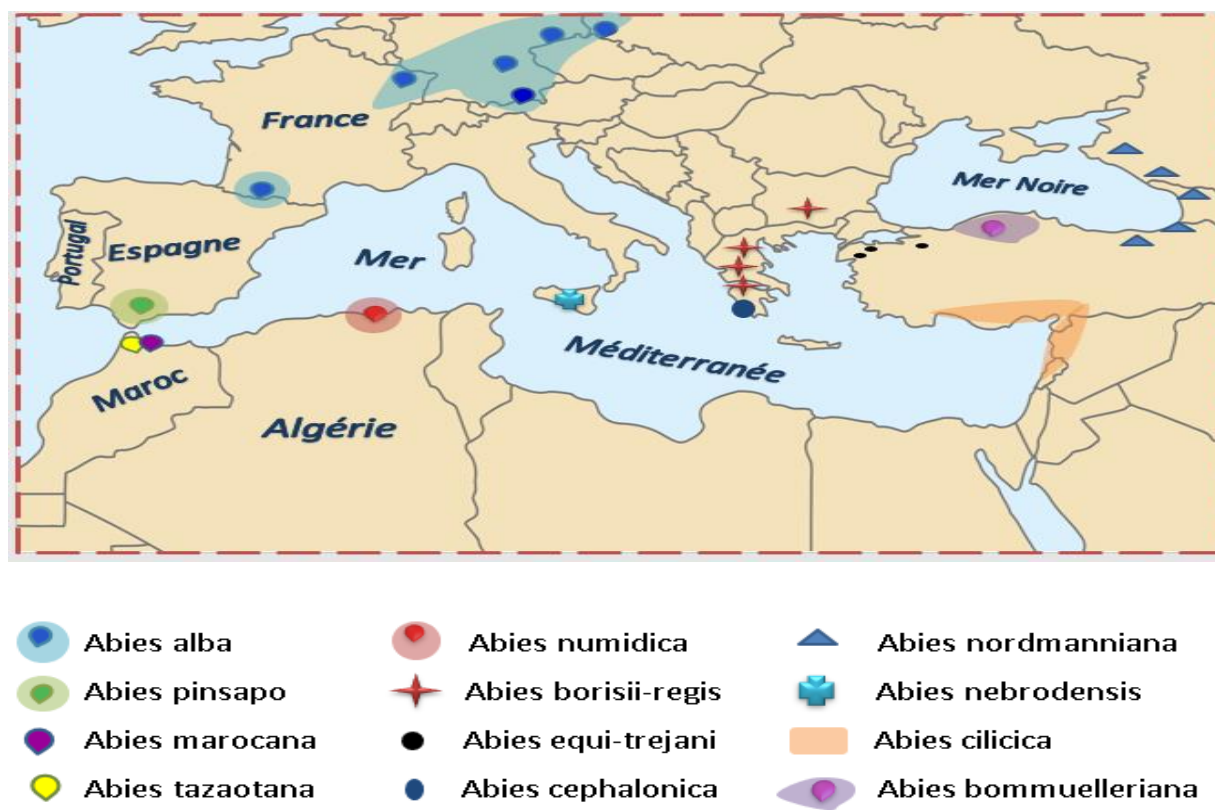 France
Mer Noire
Portugal
Espagne
Mer
Méditerranée
Maroc
Algérie
Abies alba
Abies numidica
Abies nordmanniana
Abies pinsapo
Abies borisii-regis
Abies nebrodensis
Abies marocana
Abies equi-trejani
Abies cilicica
Abies tazaotana
Abies cephalonica
Abies bommuelleriana